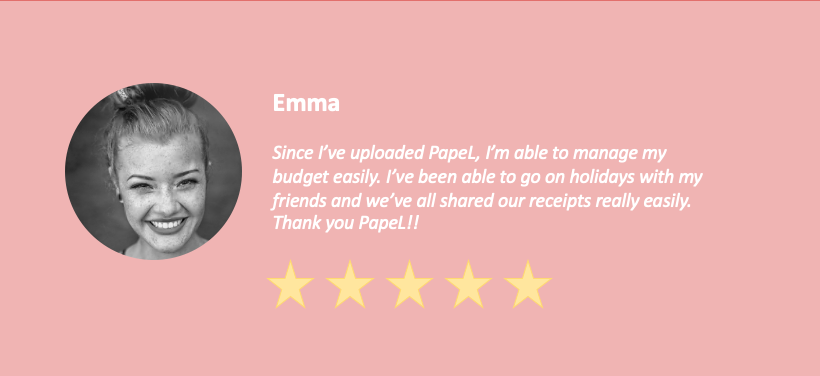 Emma
Since I’ve uploaded PapeL, I’m able to manage my
budget easily. I’ve been able to go on holidays with my
friends and we’ve all shared our receipts really easily.
Thank you PapeL!!